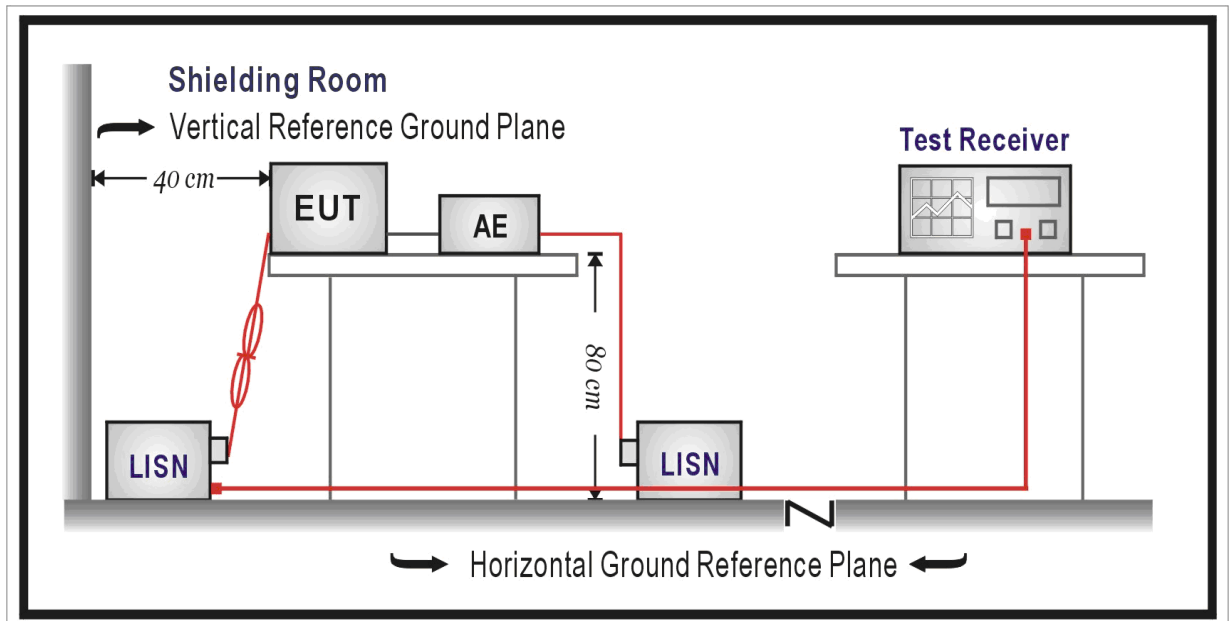 Shielding Room
Vertical Reference Ground Plane
Test Receiver
40 cm
EUT
AE
80 cm
LISN
LISN
Horizontal Ground Reference Plane